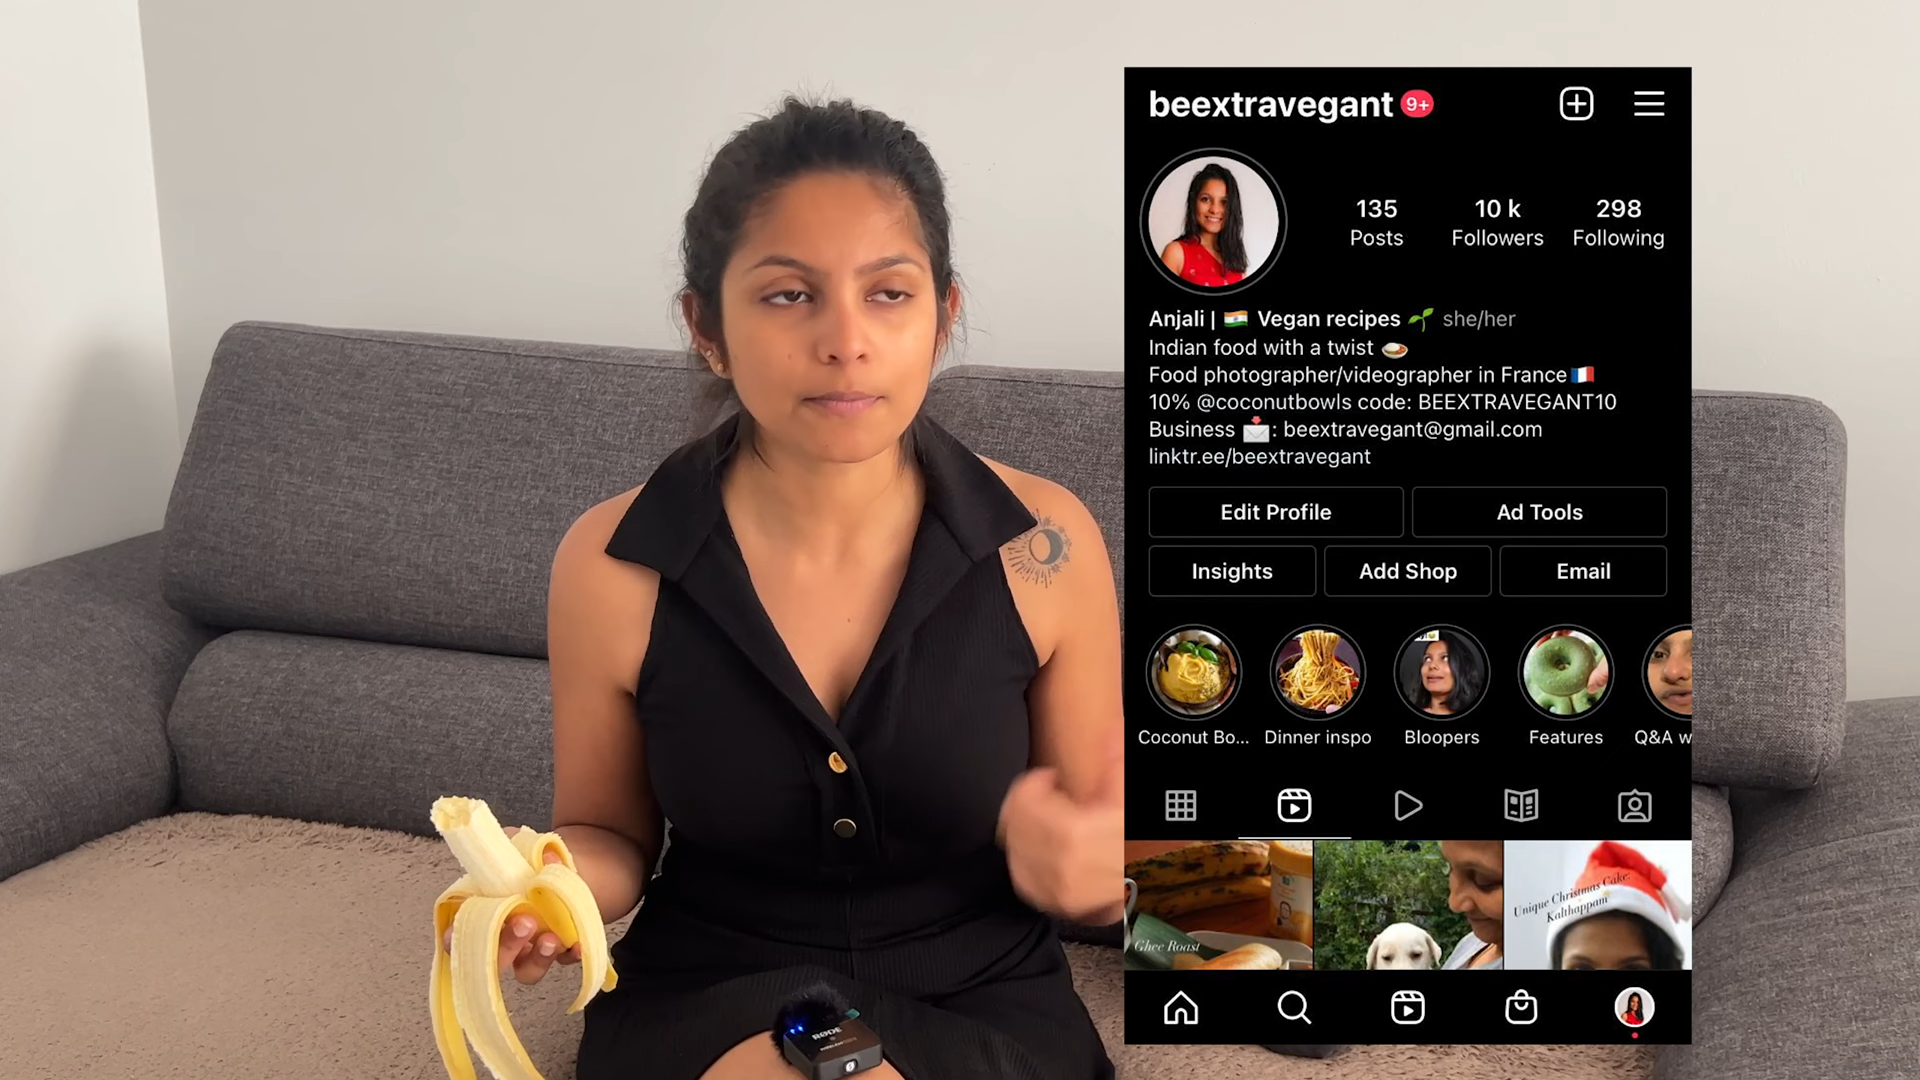 beextravegant 9+
135 10 k 298
Posts Followers Following
Anjali | 🇮🇳 Vegan recipes 🌱 she/her
Indian food with a twist 🍛
Food photographer/videographer in France🇫🇷
10% @coconutbowls code: BEEXTRAVEGANT10
Business 📩: beextravegant@gmail.com
linktr.ee/beextravegant
Edit Profile Ad Tools
Insights Add Shop Email
Coconut Bo... Dinner inspo Bloopers Features Q&A w
Ghee Roast
Unique Christmas Cake:
Kalthappam
RØDE